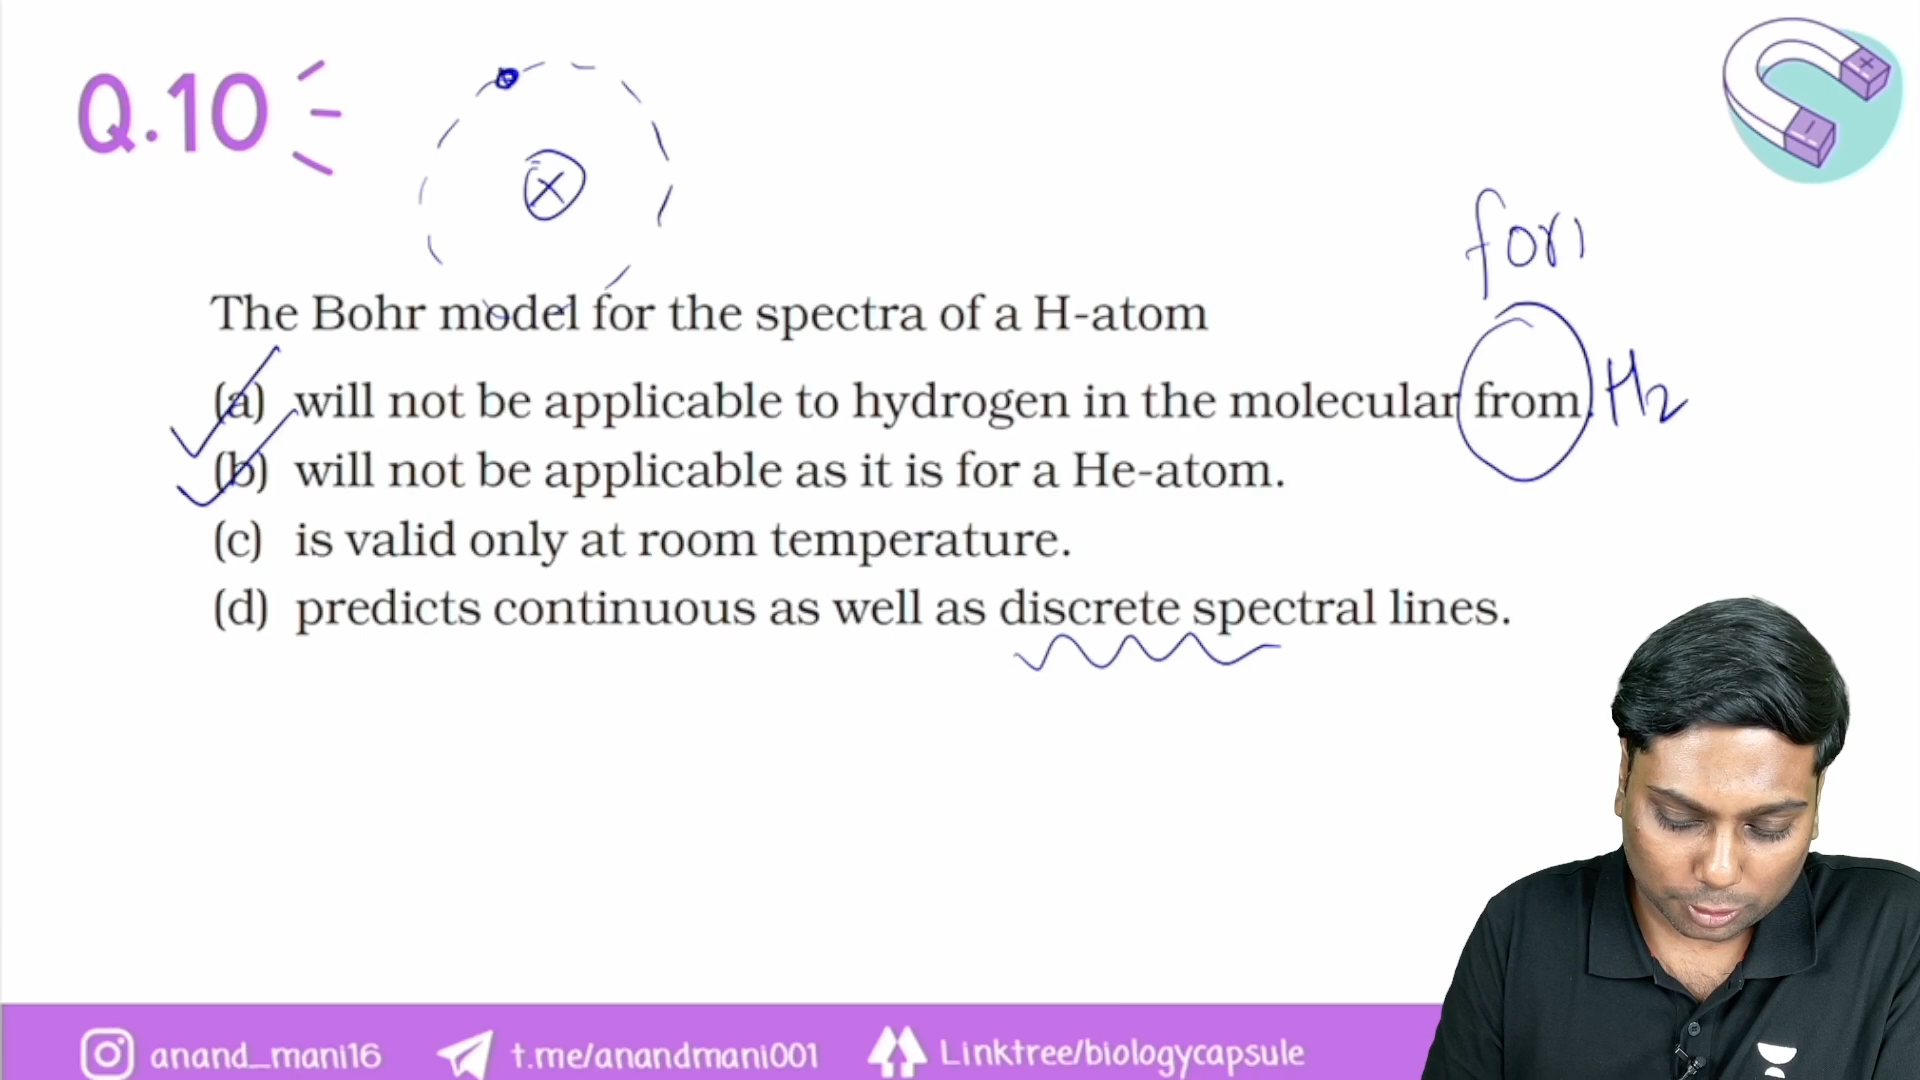 Q.10
form
The Bohr model for the spectra of a H-atom
(a) will not be applicable to hydrogen in the molecular from. H2
(b) will not be applicable as it is for a He-atom.
(c) is valid only at room temperature.
(d) predicts continuous as well as discrete spectral lines.
anand_mani16 t.me/anandmani001 Linktree/biologycapsule